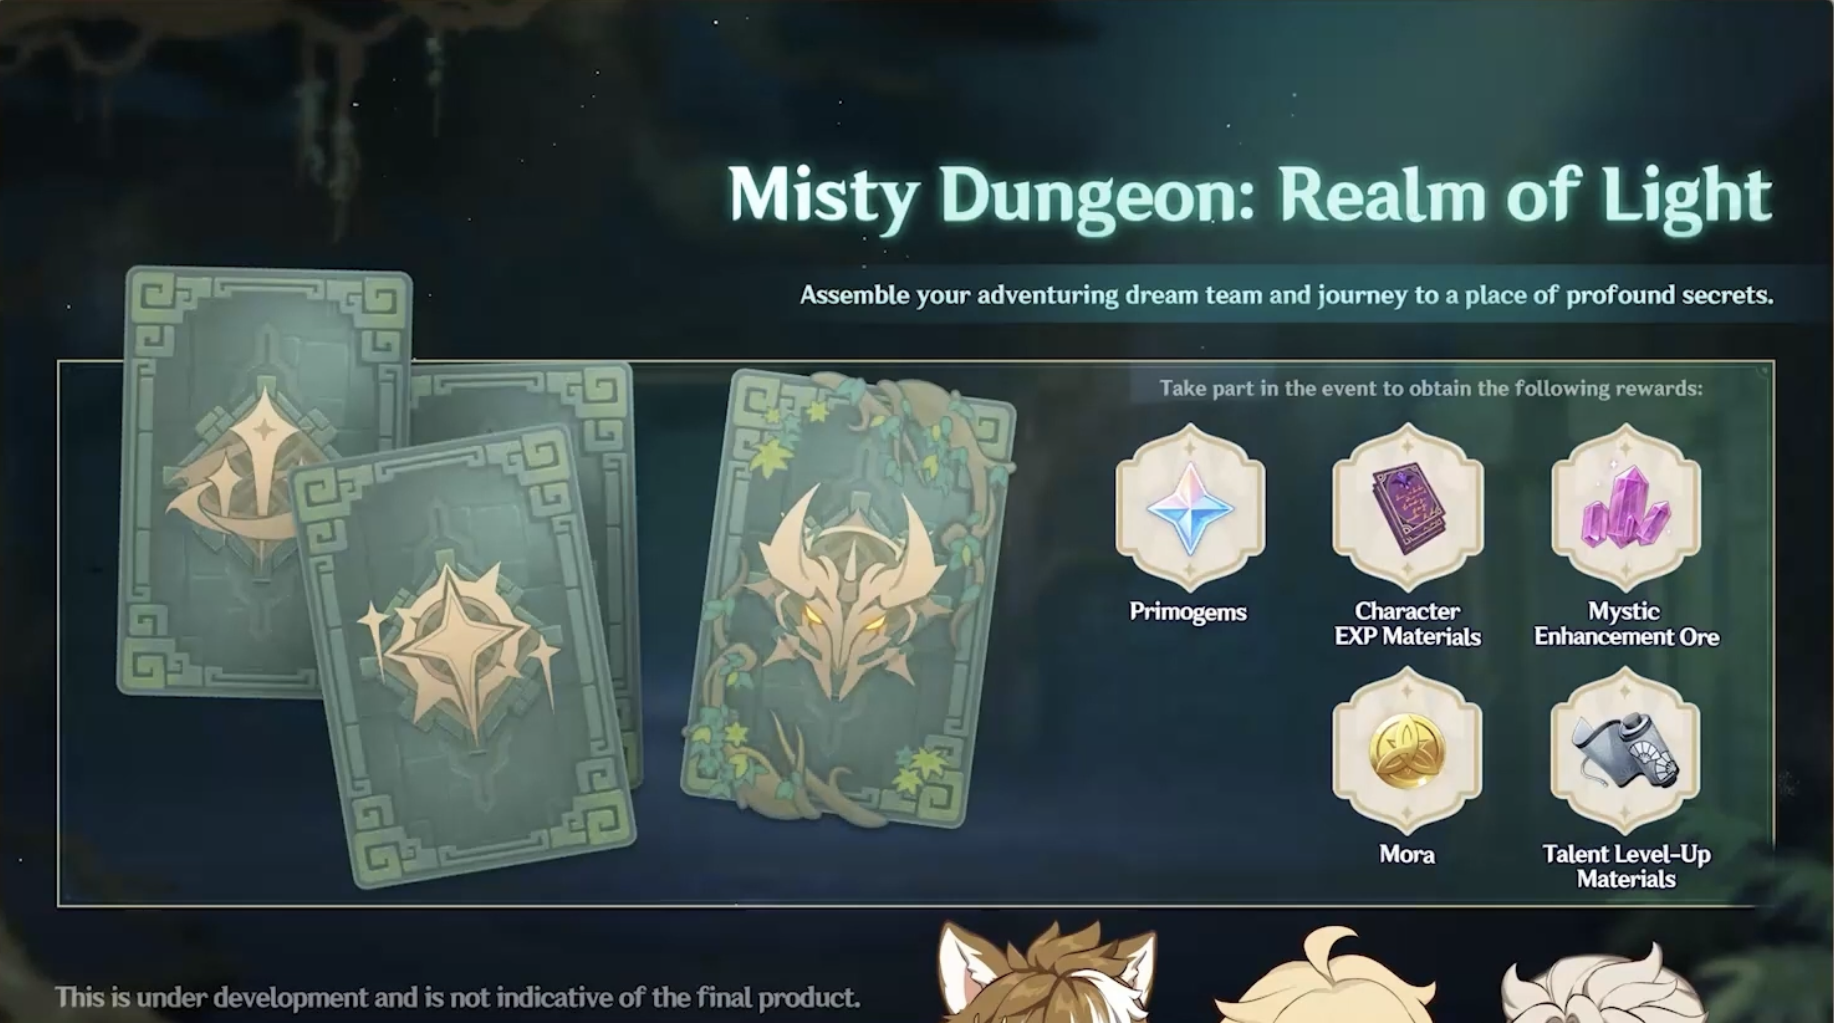 Misty Dungeon: Realm of Light
Assemble your adventuring dream team and journey to a place of profound secrets.
Take part in the event to obtain the following rewards:
Primogems
Character
EXP Materials
Mystic
Enhancement Ore
Mora
Talent Level-Up
Materials
This is under development and is not indicative of the final product.